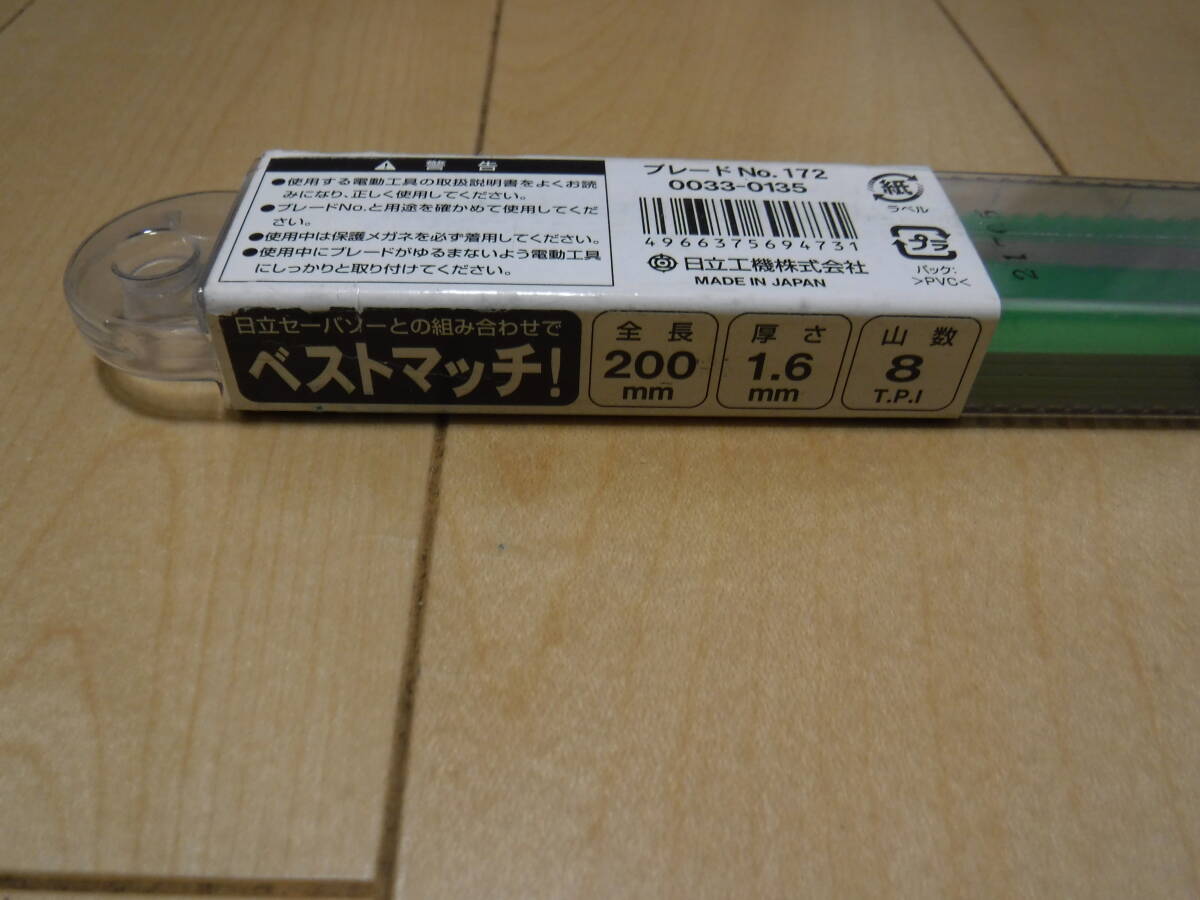 ⚠ 警告
●使用する電動工具の取扱説明書をよくお読
みになり、正しく使用してください。
●ブレードNo.と用途を確かめて使用してくだ
さい。
●使用中は保護メガネを必ず着用してください。
●使用中にブレードがゆるまないよう電動工具
にしっかりと取り付けてください。
ブレード No. 172
0033-0135
4966375694731
日立工機株式会社
MADE IN JAPAN
紙
ラベル
プラ
パック:
>PVC<
日立セーバソーとの組み合わせで
ベストマッチ!
全長
200
mm
厚さ
1.6
mm
山数
8
T.P.I